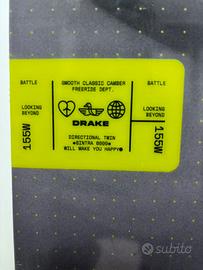 BATTLE
LOOKING
BEYOND
155W
SMOOTH CLASSIC CAMBER
FREERIDE DEPT.
DRAKE
DIRECTIONAL TWIN
*SINTRA 8000*
WILL MAKE YOU HAPPY
BATTLE
LOOKING
BEYOND
155W
subito